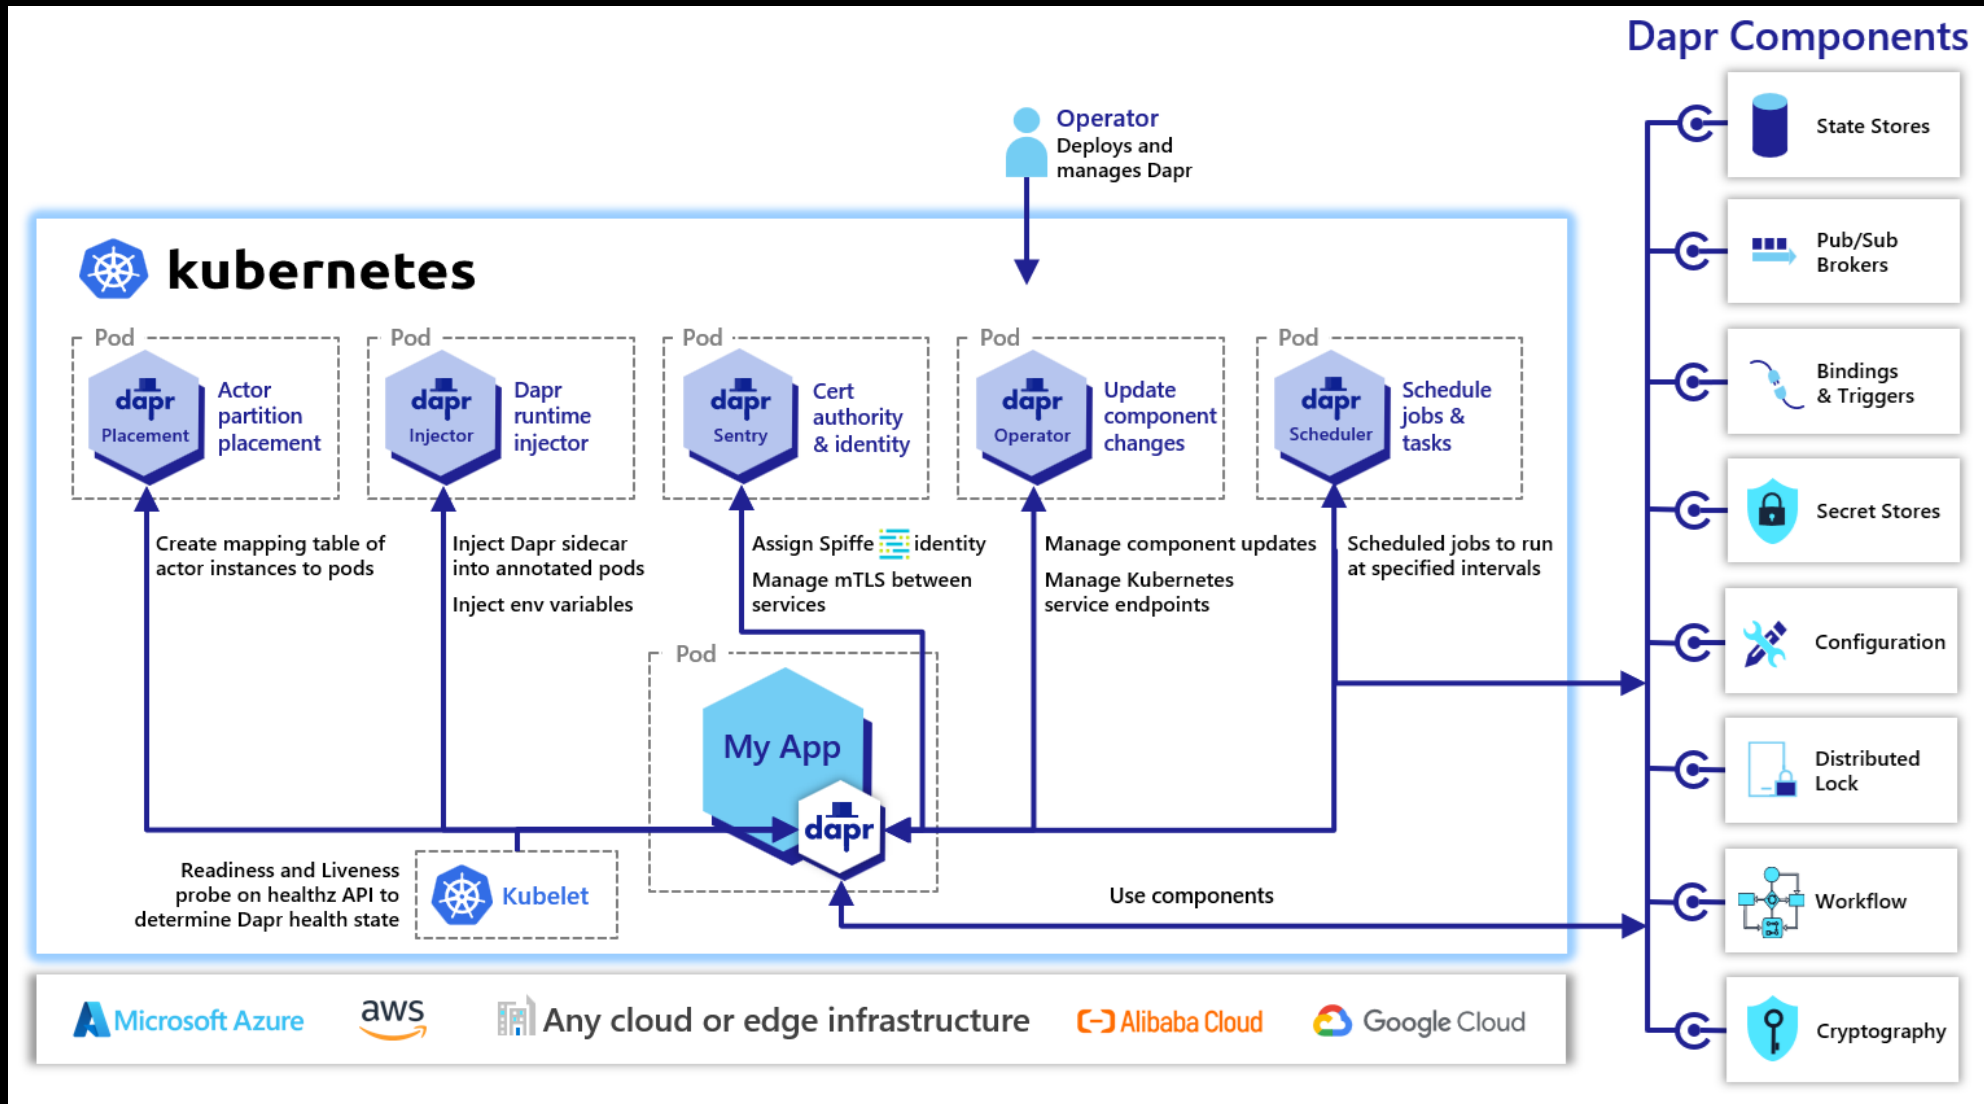 Dapr Components
Operator
Deploys and
manages Dapr
kubernetes
Pod
dapr
Placement
Actor
partition
placement
Pod
dapr
Injector
Dapr
runtime
injector
Pod
dapr
Sentry
Cert
authority
& identity
Pod
dapr
Operator
Update
component
changes
Pod
dapr
Scheduler
Schedule
jobs &
tasks
Create mapping table of
actor instances to pods
Inject Dapr sidecar
into annotated pods
Inject env variables
Assign Spiffe identity
Manage mTLS between
services
Manage component updates
Manage Kubernetes
service endpoints
Scheduled jobs to run
at specified intervals
Pod
My App
dapr
Readiness and Liveness
probe on healthz API to
determine Dapr health state
Kubelet
Use components
Microsoft Azure
aws
Any cloud or edge infrastructure
Alibaba Cloud
Google Cloud
State Stores
Pub/Sub
Brokers
Bindings
& Triggers
Secret Stores
Configuration
Distributed
Lock
Workflow
Cryptography